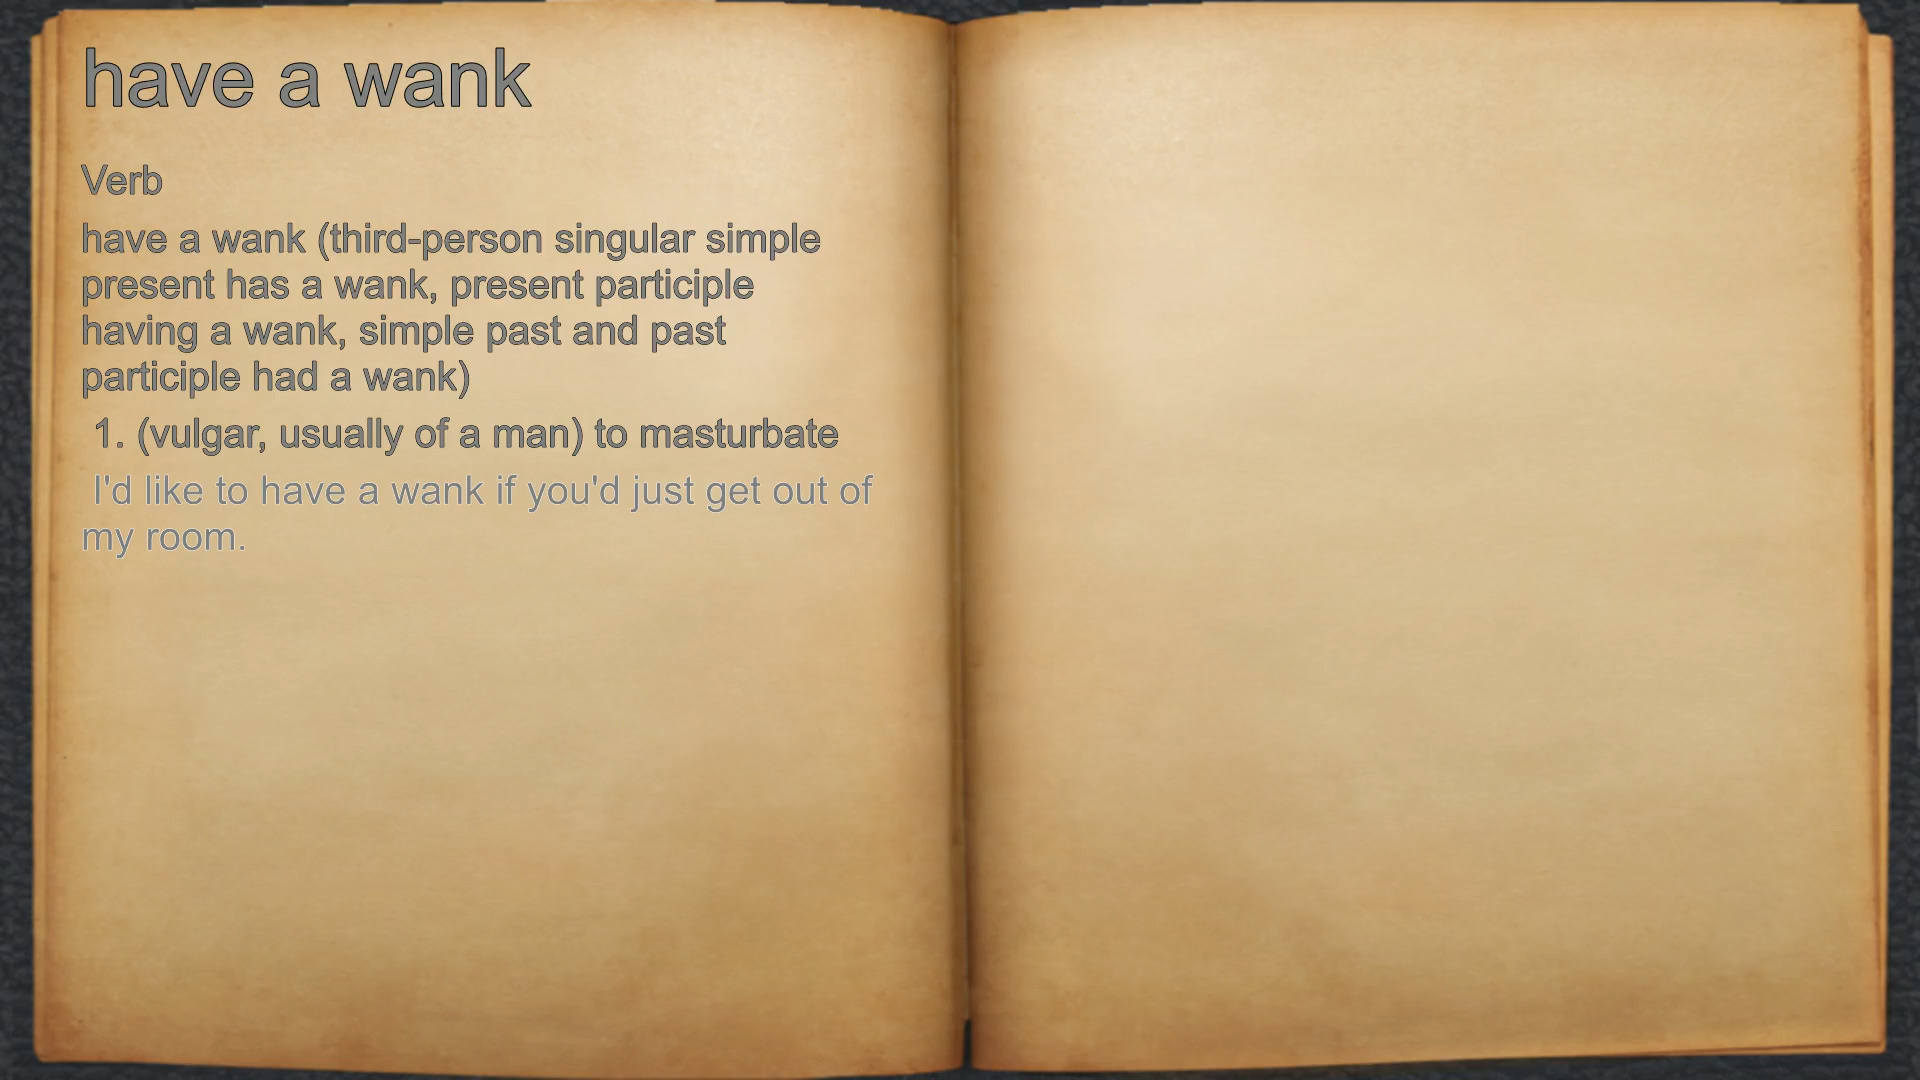 have a wank
Verb
have a wank (third-person singular simple
present has a wank, present participle
having a wank, simple past and past
participle had a wank)
1. (vulgar, usually of a man) to masturbate
I'd like to have a wank if you'd just get out of
my room.